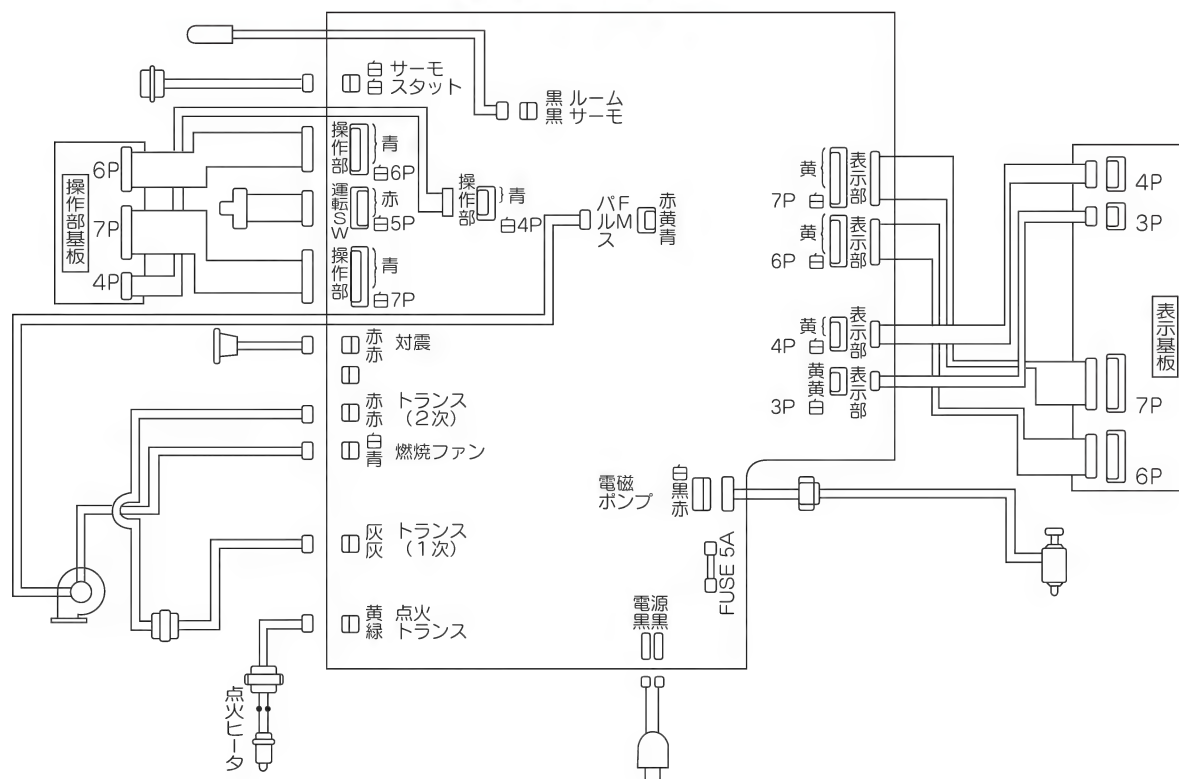 白 サーモ
白 スタット
黒 ルーム
黒 サーモ
操作部
青
白6P
運転SW
赤
白5P
操作部
青
白4P
操作部
青
白7P
操作部基板
6P
7P
4P
パルス
FM
赤
黄
青
黄
7P 白
表示部
黄
6P 白
表示部
黄
4P 白
表示部
黄
黄
3P 白
表示部
4P
3P
表示基板
7P
6P
赤
赤
対震
赤 トランス
赤 (2次)
白
青
燃焼ファン
灰 トランス
灰 (1次)
黄 点火
緑 トランス
点火ヒータ
電磁
ポンプ
白
黒
赤
FUSE 5A
電源
黒黒